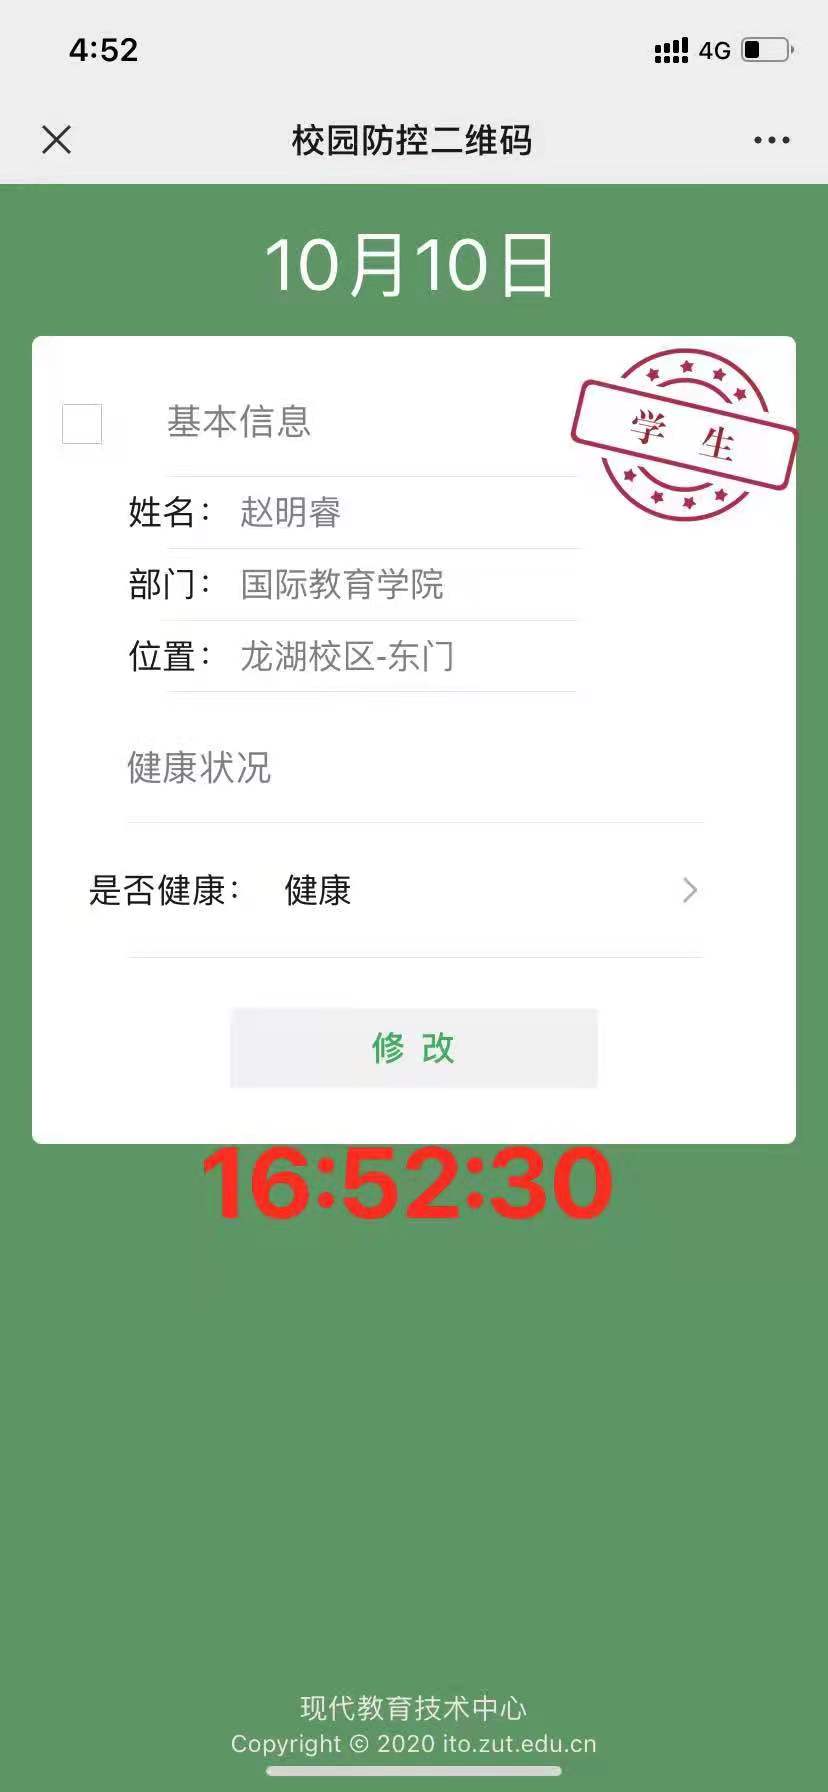 4:52
4G
校园防控二维码
10月10日
基本信息
学 生
姓名： 赵明睿
部门： 国际教育学院
位置： 龙湖校区-东门
健康状况
是否健康： 健康
修 改
16:52:30
现代教育技术中心
Copyright © 2020 ito.zut.edu.cn